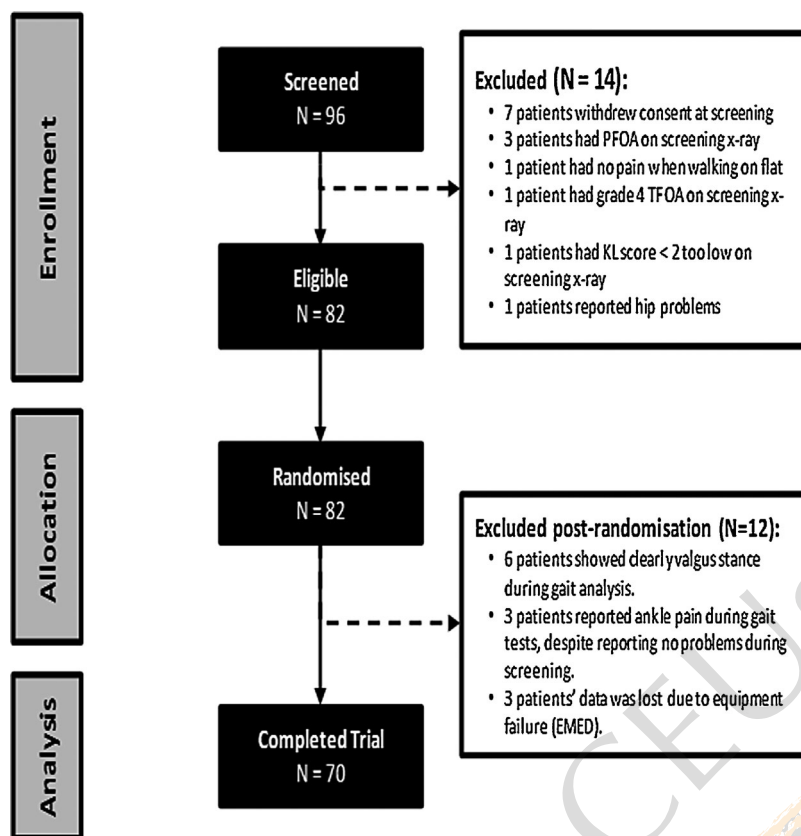 Enrollment
Screened
N = 96
Excluded (N = 14):
• 7 patients withdrew consent at screening
• 3 patients had PFOA on screening x-ray
• 1 patient had no pain when walking on flat
• 1 patient had grade 4 TFOA on screening x-
ray
• 1 patients had KL score < 2 too low on
screening x-ray
• 1 patients reported hip problems
Eligible
N = 82
Allocation
Randomised
N = 82
Excluded post-randomisation (N=12):
• 6 patients showed clearly valgus stance
during gait analysis.
• 3 patients reported ankle pain during gait
tests, despite reporting no problems during
screening.
• 3 patients' data was lost due to equipment
failure (EMED).
Analysis
Completed Trial
N = 70